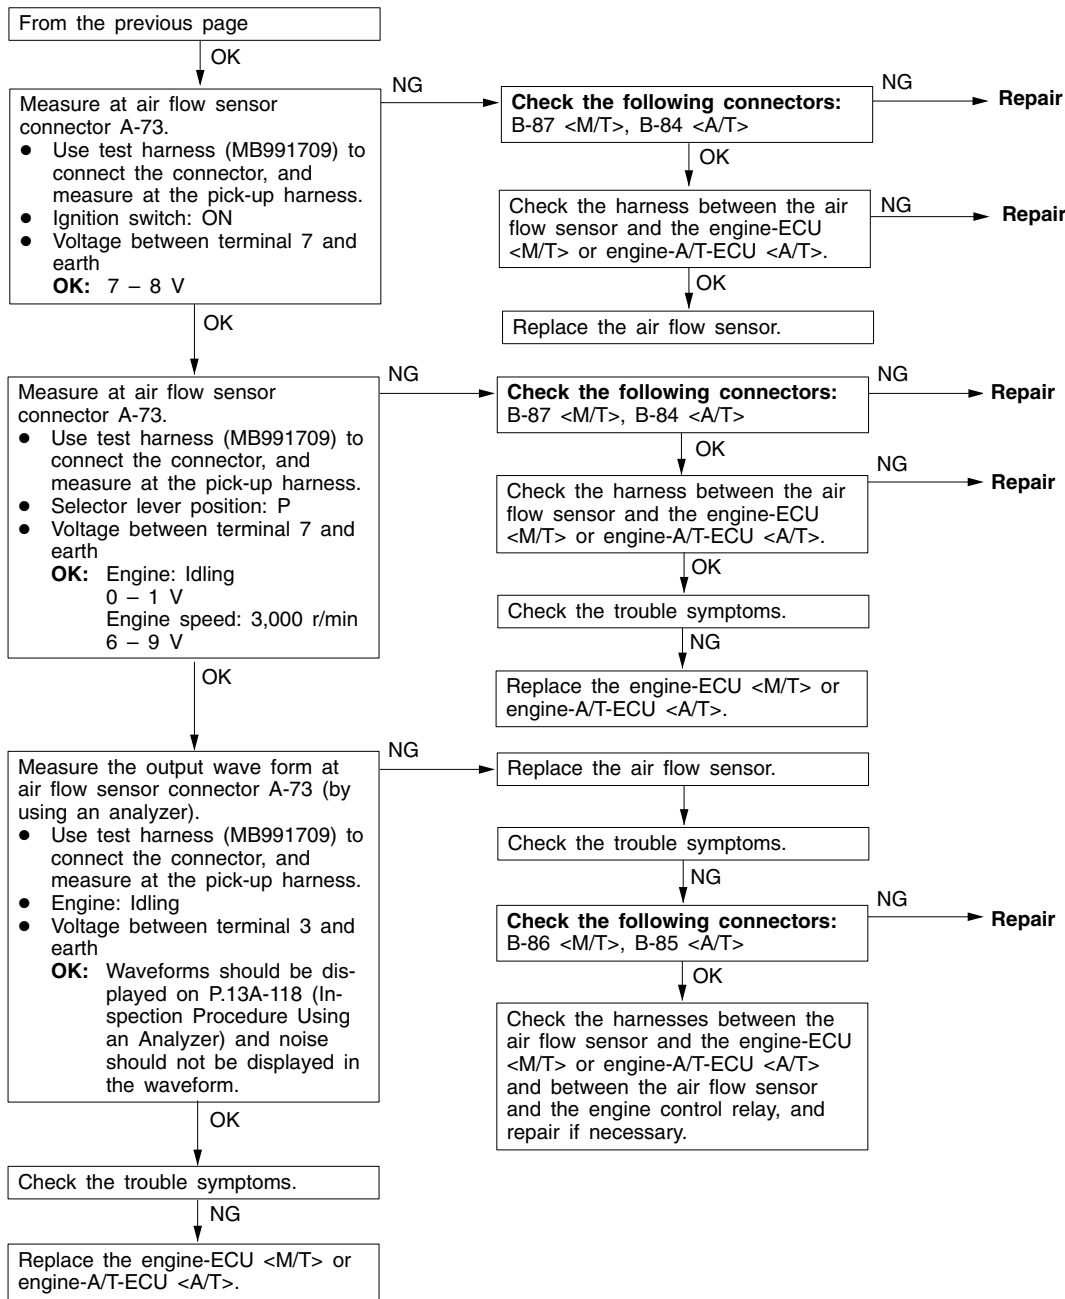 From the previous page
OK
Measure at air flow sensor
connector A-73.
● Use test harness (MB991709) to
connect the connector, and
measure at the pick-up harness.
● Ignition switch: ON
● Voltage between terminal 7 and
earth
OK: 7 – 8 V
NG
Check the following connectors:
B-87 <M/T>, B-84 <A/T>
NG
Repair
OK
Check the harness between the air
flow sensor and the engine-ECU
<M/T> or engine-A/T-ECU <A/T>.
NG
Repair
OK
Replace the air flow sensor.
OK
Measure at air flow sensor
connector A-73.
● Use test harness (MB991709) to
connect the connector, and
measure at the pick-up harness.
● Selector lever position: P
● Voltage between terminal 7 and
earth
OK: Engine: Idling
0 – 1 V
Engine speed: 3,000 r/min
6 – 9 V
NG
Check the following connectors:
B-87 <M/T>, B-84 <A/T>
NG
Repair
OK
Check the harness between the air
flow sensor and the engine-ECU
<M/T> or engine-A/T-ECU <A/T>.
NG
Repair
OK
Check the trouble symptoms.
NG
Replace the engine-ECU <M/T> or
engine-A/T-ECU <A/T>.
OK
Measure the output wave form at
air flow sensor connector A-73 (by
using an analyzer).
● Use test harness (MB991709) to
connect the connector, and
measure at the pick-up harness.
● Engine: Idling
● Voltage between terminal 3 and
earth
OK: Waveforms should be dis-
played on P.13A-118 (In-
spection Procedure Using
an Analyzer) and noise
should not be displayed in
the waveform.
NG
Replace the air flow sensor.
Check the trouble symptoms.
NG
Check the following connectors:
B-86 <M/T>, B-85 <A/T>
NG
Repair
OK
Check the harnesses between the
air flow sensor and the engine-ECU
<M/T> or engine-A/T-ECU <A/T>
and between the air flow sensor
and the engine control relay, and
repair if necessary.
OK
Check the trouble symptoms.
NG
Replace the engine-ECU <M/T> or
engine-A/T-ECU <A/T>.